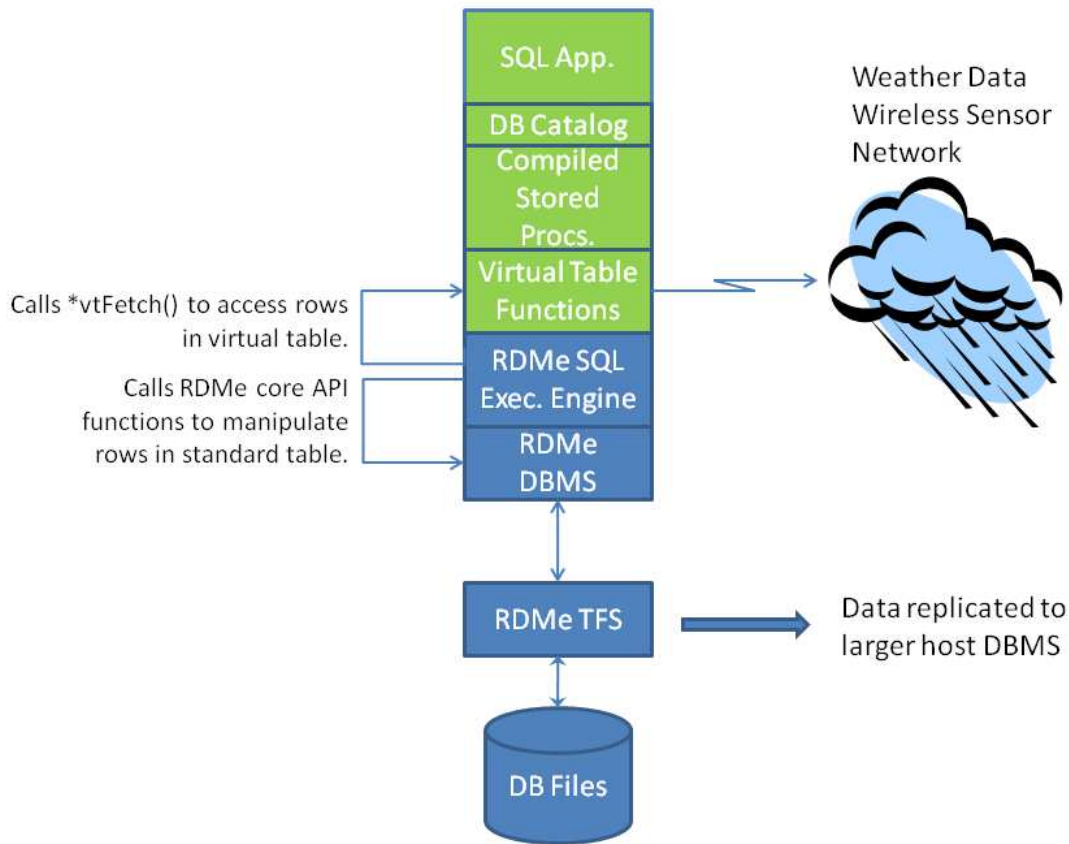 SQL App.
DB Catalog
Compiled
Stored
Procs.
Virtual Table
Functions
RDMe SQL
Exec. Engine
RDMe
DBMS
RDMe TFS
DB Files
Calls *vtFetch() to access rows
in virtual table.
Calls RDMe core API
functions to manipulate
rows in standard table.
Weather Data
Wireless Sensor
Network
Data replicated to
larger host DBMS